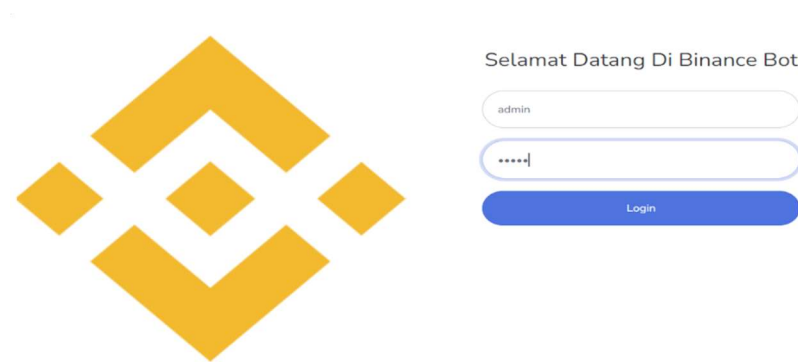 Selamat Datang Di Binance Bot
admin
•••••
Login